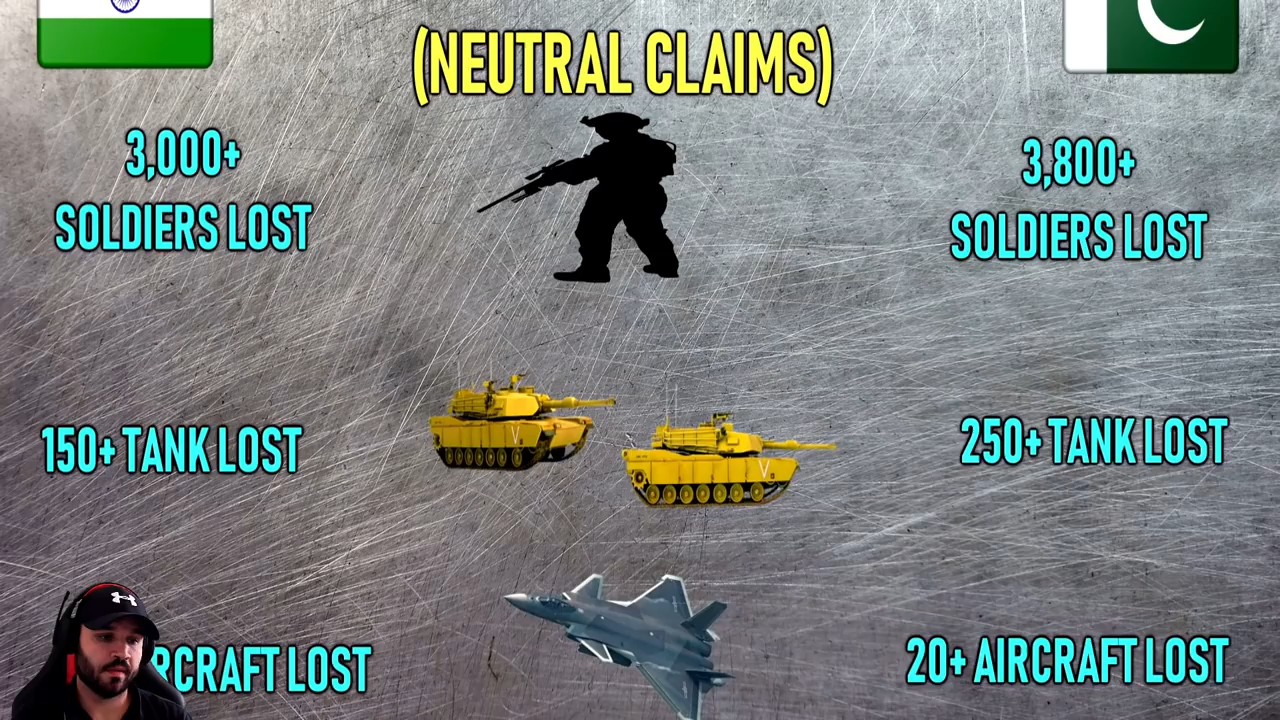 (NEUTRAL CLAIMS)
3,000+
SOLDIERS LOST
3,800+
SOLDIERS LOST
150+ TANK LOST
250+ TANK LOST
LOST
20+ AIRCRAFT LOST